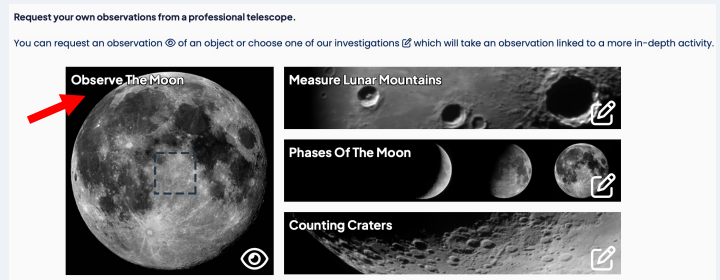 Request your own observations from a professional telescope.
You can request an observation of an object or choose one of our investigations which will take an observation linked to a more in-depth activity.
Observe The Moon
Measure Lunar Mountains
Phases Of The Moon
Counting Craters